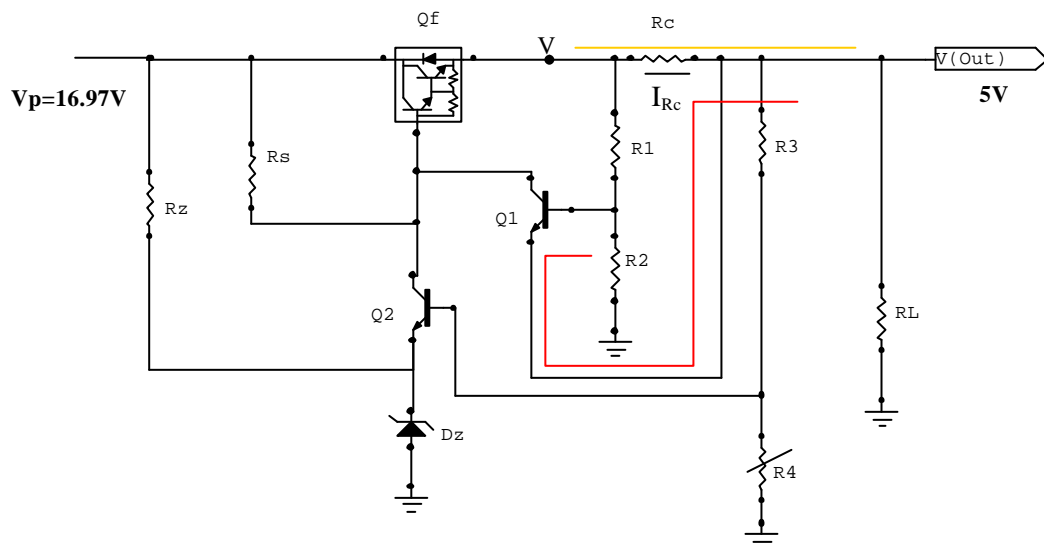 Qf
Rc
V
V(Out)
Vp=16.97V
IRc
5V
R1
R3
Rs
Rz
Q1
R2
Q2
RL
Dz
R4